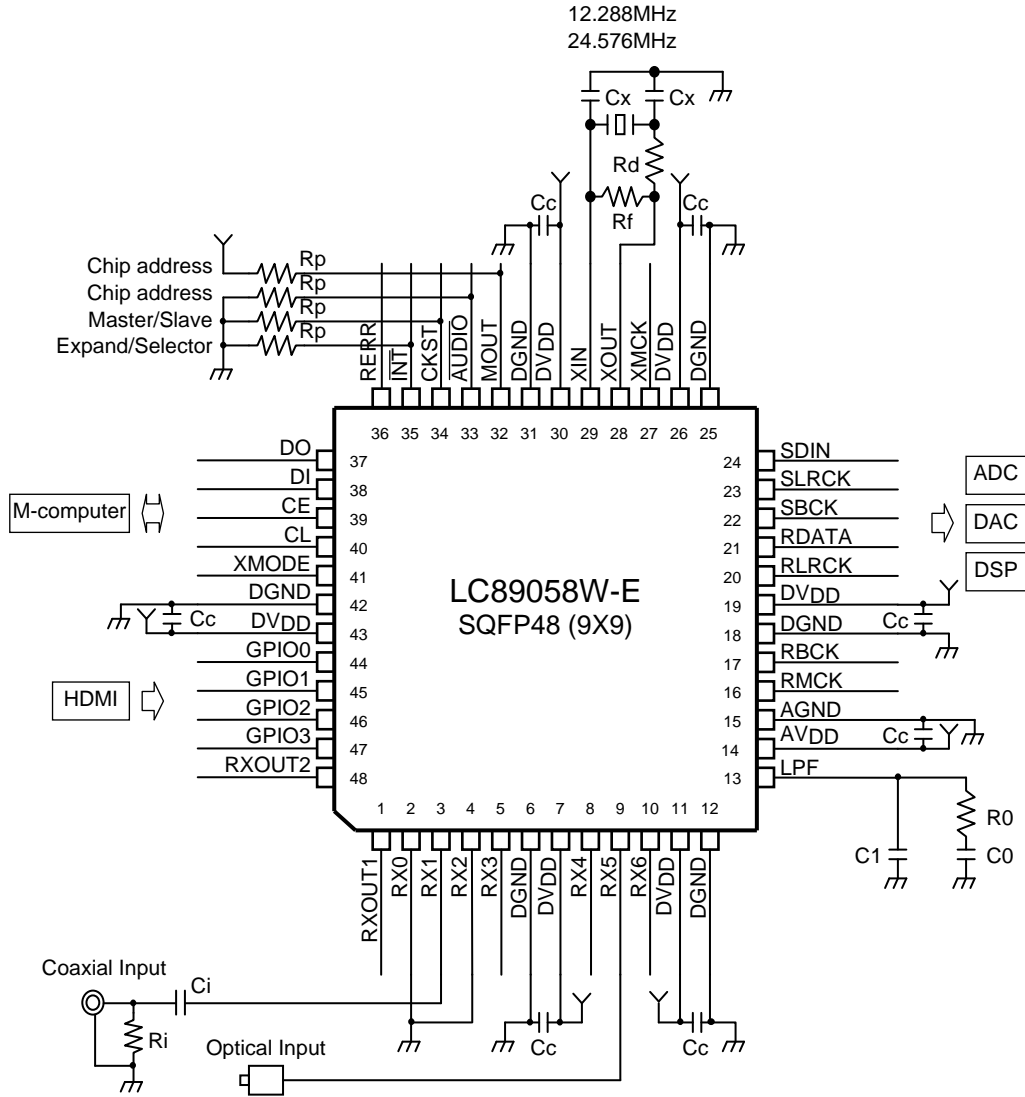 12.288MHz
24.576MHz
Cx
Cx
Rd
Rf
Cc
Cc
Chip address
Rp
Chip address
Rp
Master/Slave
Rp
Expand/Selector
Rp
RERR
INT
CKST
AUDIO
MOUT
DGND
DVDD
XIN
XOUT
XMCK
DVDD
DGND
36
35
34
33
32
31
30
29
28
27
26
25
DO
37
DI
38
CE
39
CL
40
XMODE
41
DGND
42
DVDD
43
GPIO0
44
GPIO1
45
GPIO2
46
GPIO3
47
RXOUT2
48
M-computer
Cc
HDMI
LC89058W-E
SQFP48 (9X9)
24
SDIN
23
SLRCK
22
SBCK
21
RDATA
20
RLRCK
19
DVDD
18
DGND
17
RBCK
16
RMCK
15
AGND
14
AVDD
13
LPF
ADC
DAC
DSP
Cc
Cc
R0
C1
C0
1
2
3
4
5
6
7
8
9
10
11
12
RXOUT1
RX0
RX1
RX2
RX3
DGND
DVDD
RX4
RX5
RX6
DVDD
DGND
Coaxial Input
Ci
Ri
Optical Input
Cc
Cc